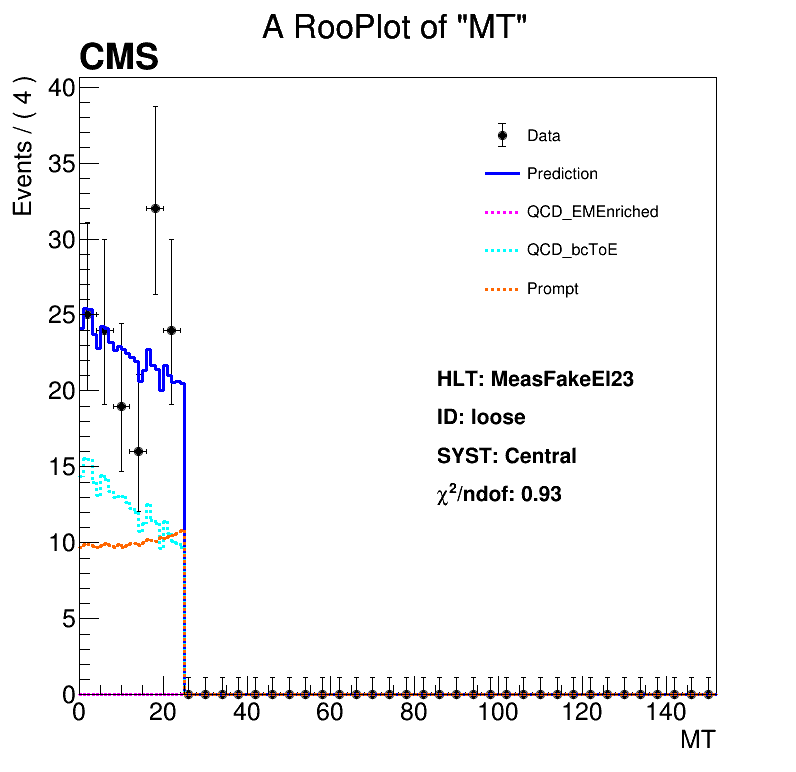 A RooPlot of "MT"
CMS
Events / ( 4 )
40
35
30
25
20
15
10
5
0
Data
Prediction
QCD_EMEnriched
QCD_bcToE
Prompt
HLT: MeasFakeEl23
ID: loose
SYST: Central
χ²/ndof: 0.93
0 20 40 60 80 100 120 140
MT